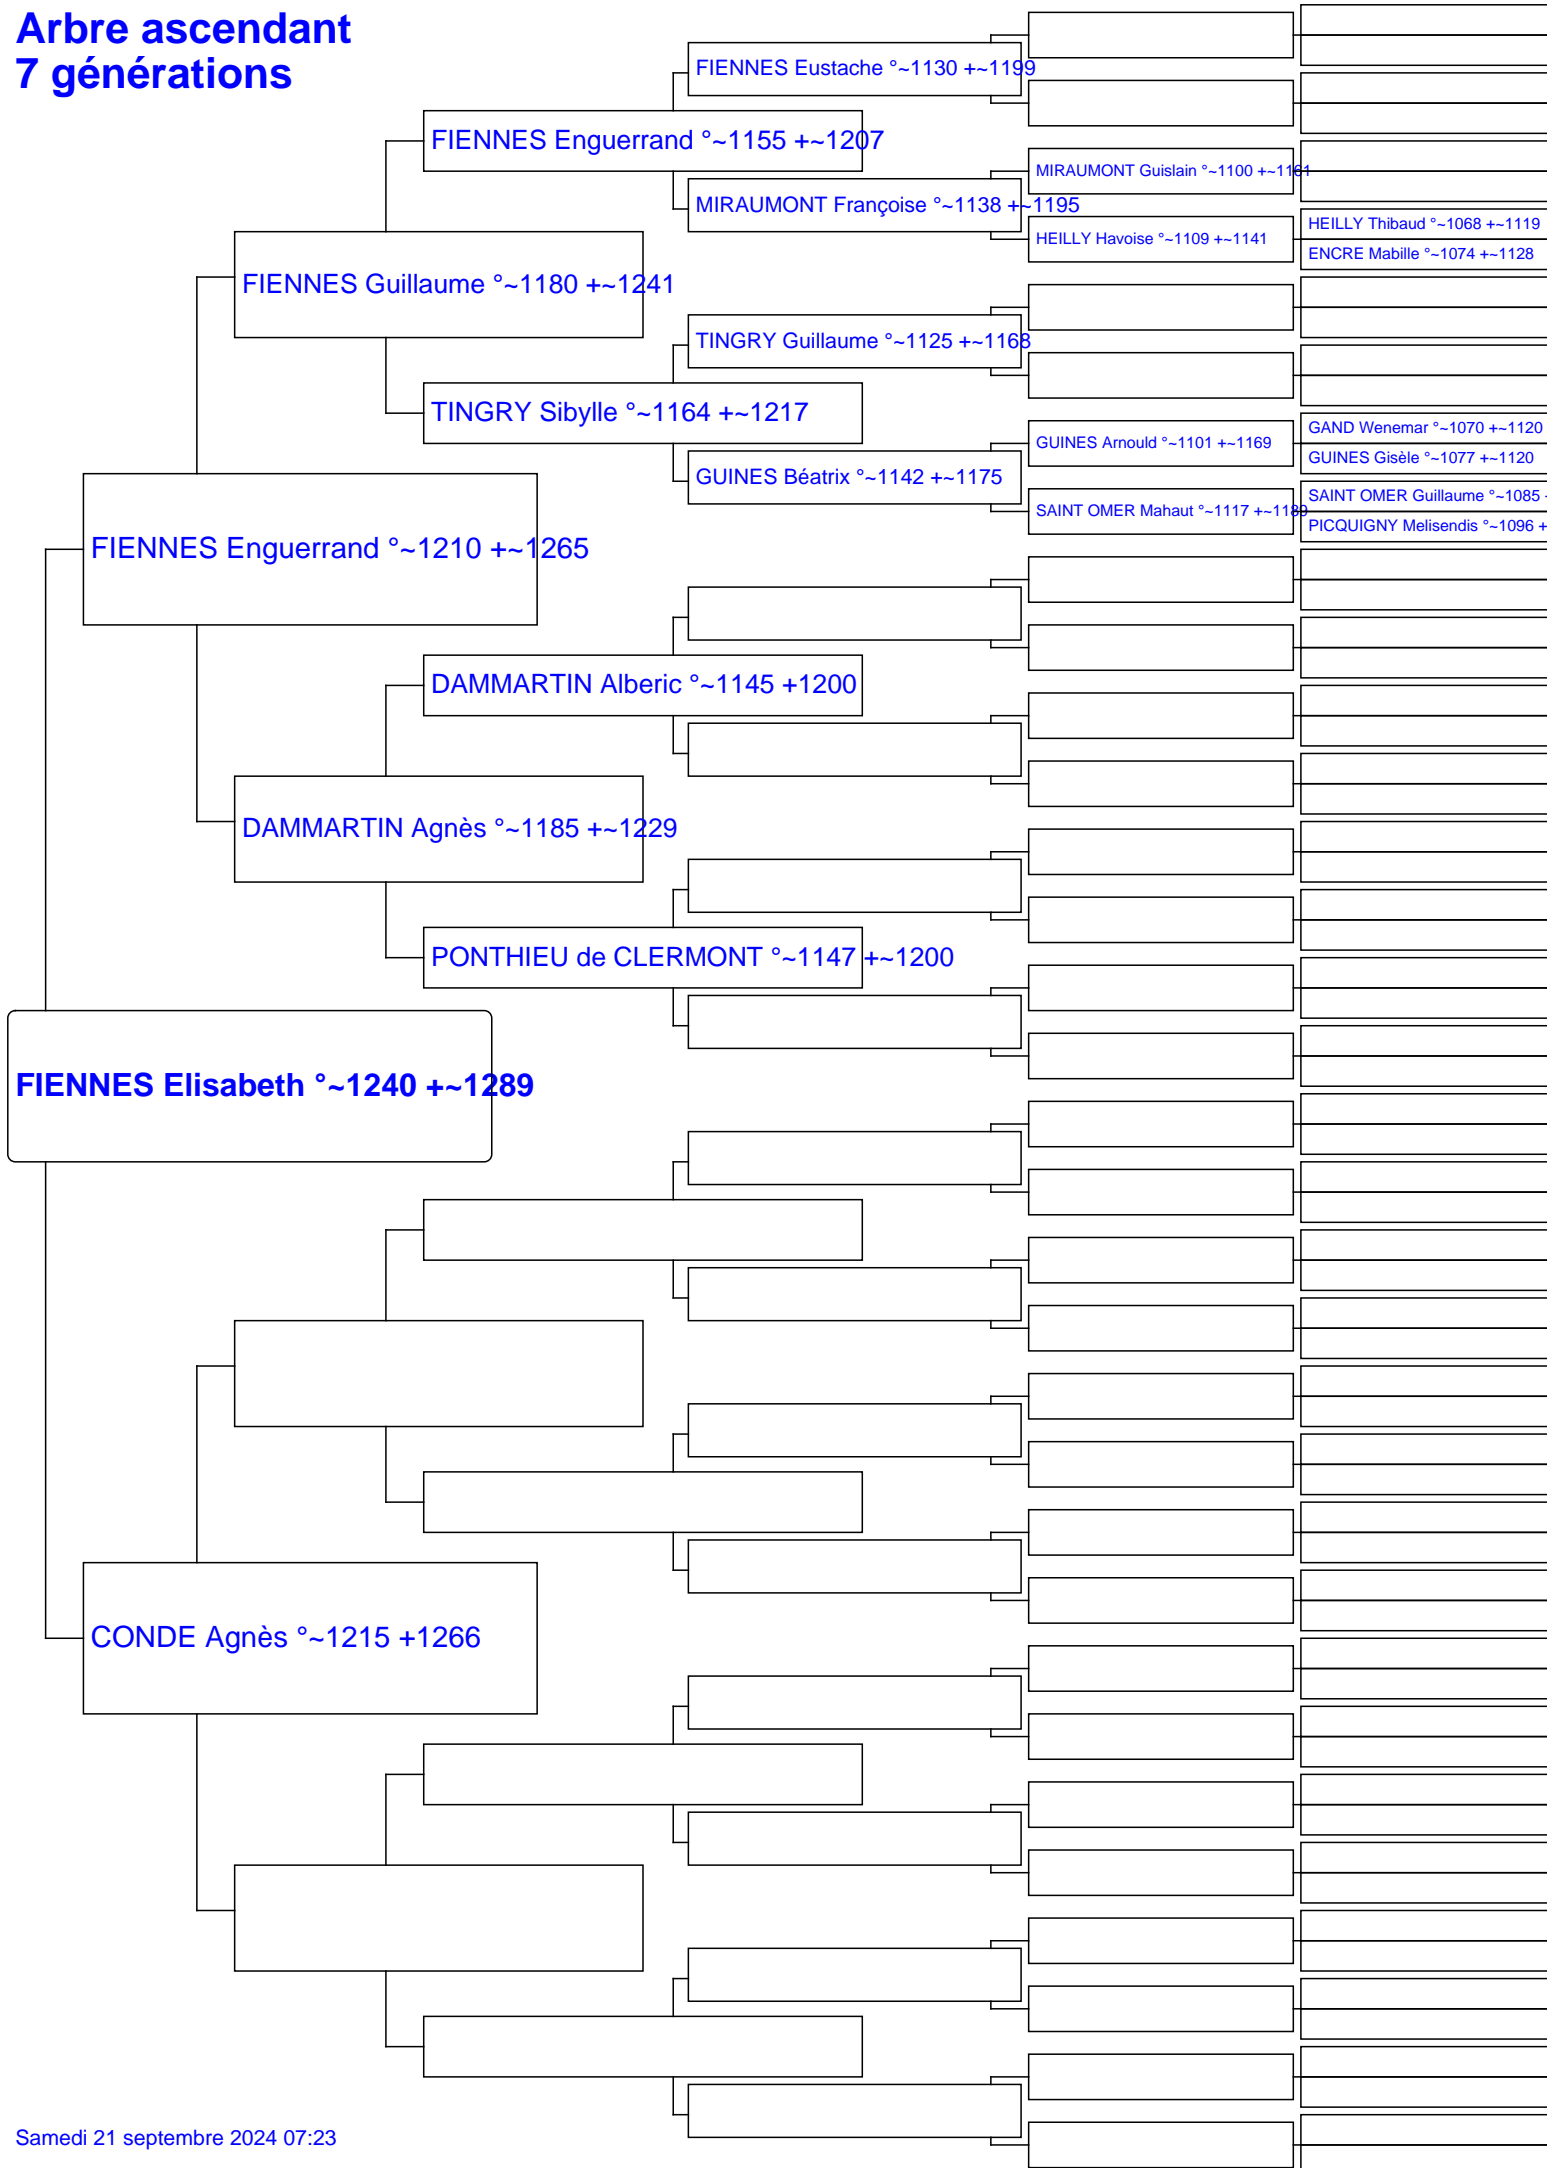 Arbre ascendant
7 générations
FIENNES Eustache °~1130 +~1199
FIENNES Enguerrand °~1155 +~1207
MIRAUMONT Guislain °~1100 +~1161
MIRAUMONT Françoise °~1138 +~1195
HEILLY Thibaud °~1068 +~1119
HEILLY Havoise °~1109 +~1141
ENCRE Mabille °~1074 +~1128
FIENNES Guillaume °~1180 +~1241
TINGRY Guillaume °~1125 +~1168
TINGRY Sibylle °~1164 +~1217
GAND Wenemar °~1070 +~1120
GUINES Arnould °~1101 +~1169
GUINES Gisèle °~1077 +~1120
GUINES Béatrix °~1142 +~1175
SAINT OMER Guillaume °~1085
SAINT OMER Mahaut °~1117 +~1189
PICQUIGNY Melisendis °~1096 +
FIENNES Enguerrand °~1210 +~1265
DAMMARTIN Alberic °~1145 +1200
DAMMARTIN Agnès °~1185 +~1229
PONTHIEU de CLERMONT °~1147 +~1200
FIENNES Elisabeth °~1240 +~1289
CONDE Agnès °~1215 +1266
Samedi 21 septembre 2024 07:23